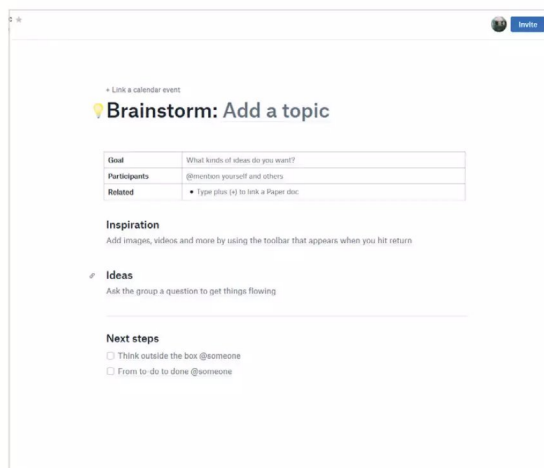 Invite
+ Link a calendar event
Brainstorm: Add a topic
Goal What kinds of ideas do you want?
Participants @mention yourself and others
Related • Type plus (+) to link a Paper doc
Inspiration
Add images, videos and more by using the toolbar that appears when you hit return
Ideas
Ask the group a question to get things flowing
Next steps
Think outside the box @someone
From to-do to done @someone